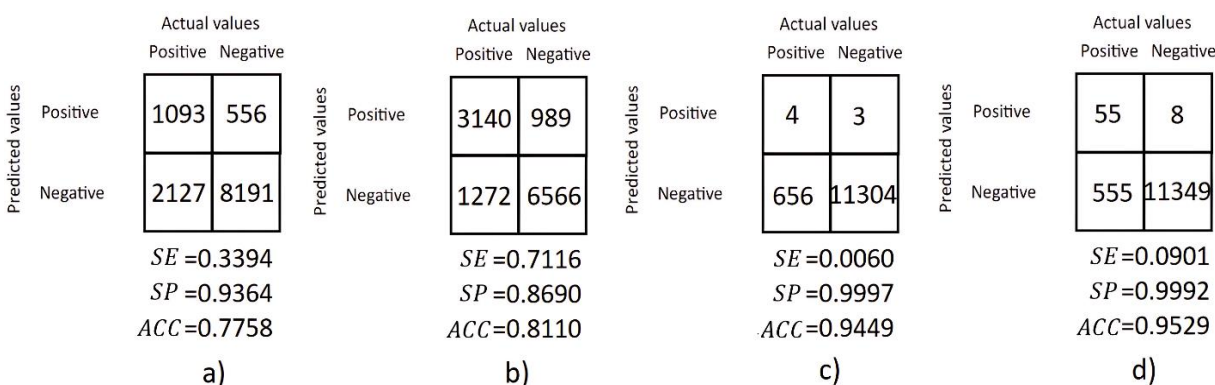 Actual values
Positive Negative
Predicted values
Positive 1093 556
Negative 2127 8191
SE=0.3394
SP=0.9364
ACC=0.7758
a)
Actual values
Positive Negative
Predicted values
Positive 3140 989
Negative 1272 6566
SE=0.7116
SP=0.8690
ACC=0.8110
b)
Actual values
Positive Negative
Predicted values
Positive 4 3
Negative 656 11304
SE=0.0060
SP=0.9997
ACC=0.9449
c)
Actual values
Positive Negative
Predicted values
Positive 55 8
Negative 555 11349
SE=0.0901
SP=0.9992
ACC=0.9529
d)